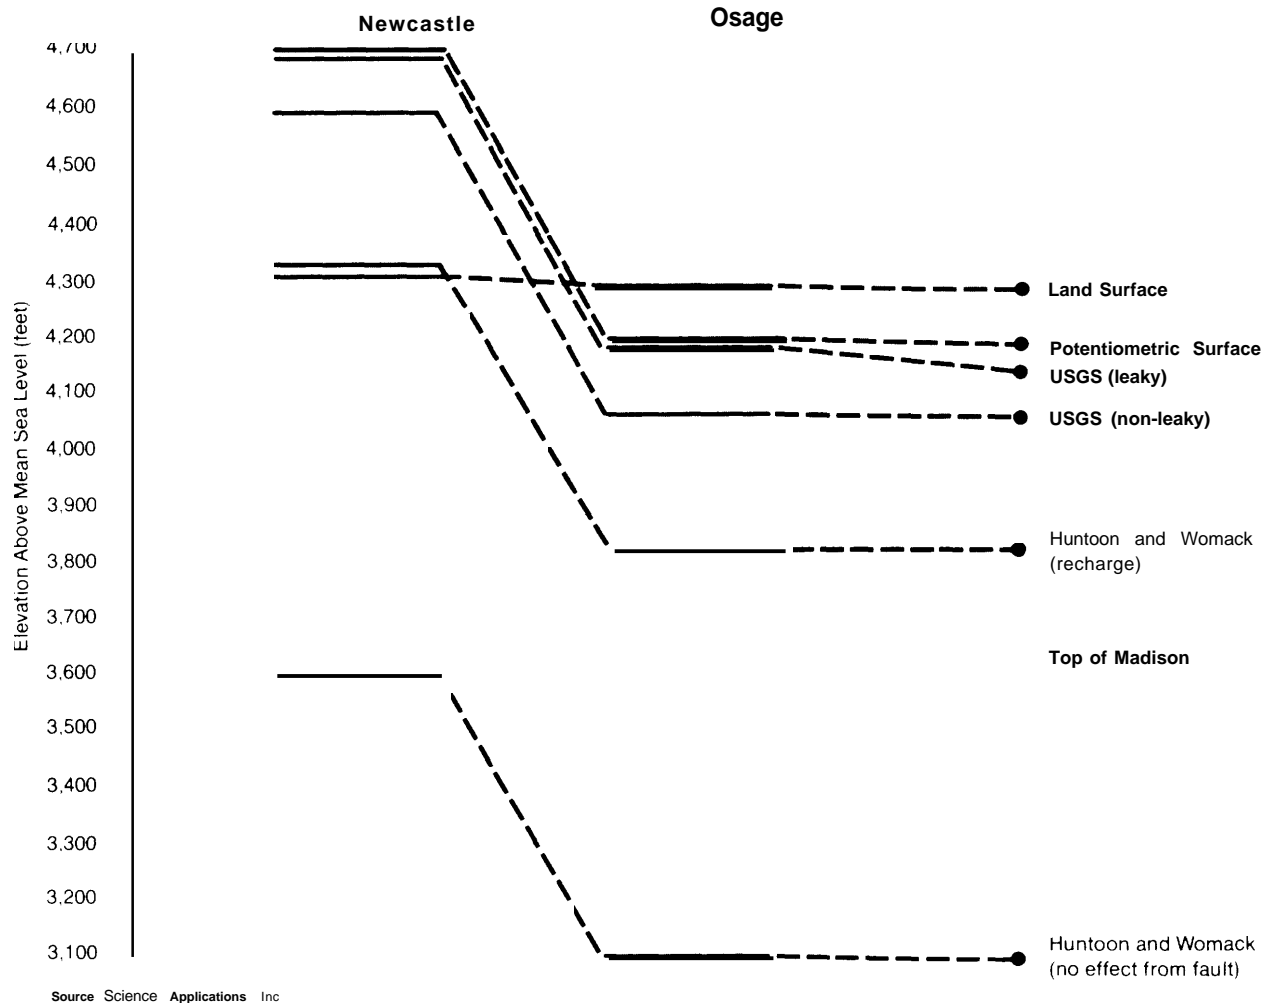 Newcastle
Osage
4,700
4,600
4,500
4,400
4,300
4,200
4,100
4,000
3,900
3,800
3,700
3,600
3,500
3,400
3,300
3,200
3,100
Elevation Above Mean Sea Level (feet)
Land Surface
Potentiometric Surface
USGS (leaky)
USGS (non-leaky)
Huntoon and Womack
(recharge)
Top of Madison
Huntoon and Womack
(no effect from fault)
Source Science Applications Inc